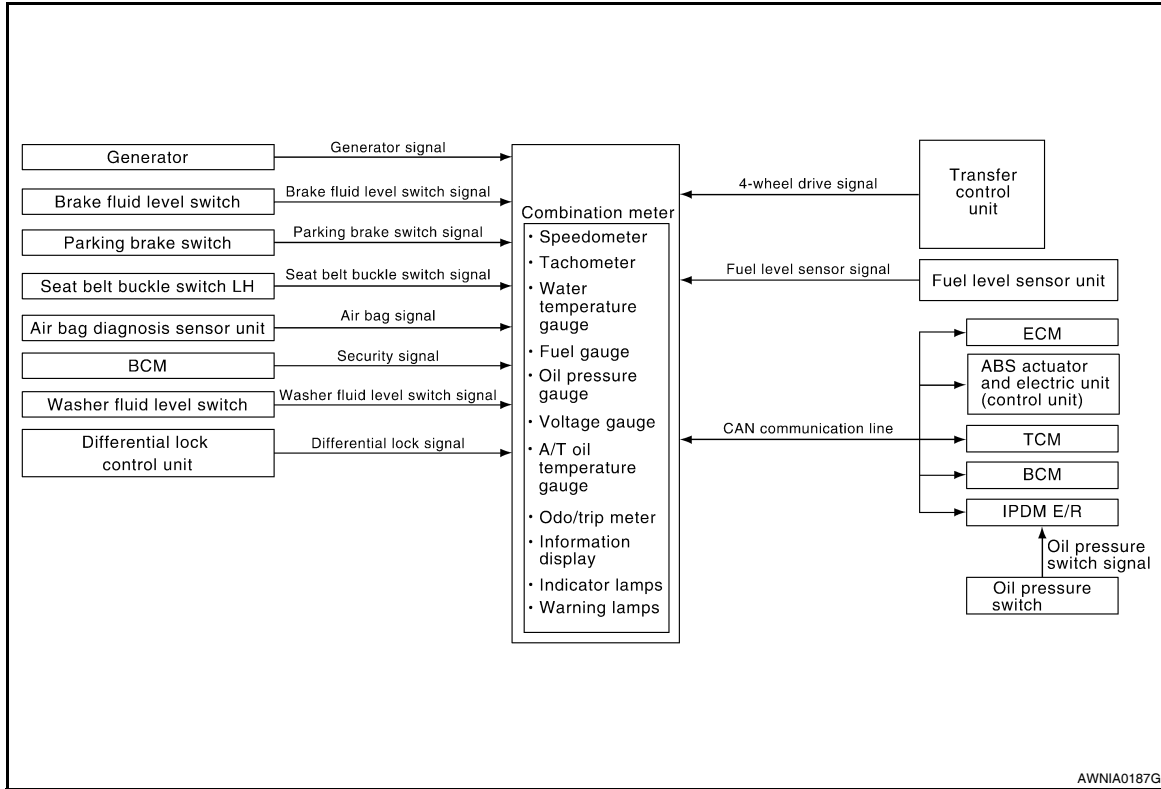 Generator
Generator signal
Brake fluid level switch
Brake fluid level switch signal
Parking brake switch
Parking brake switch signal
Seat belt buckle switch LH
Seat belt buckle switch signal
Air bag diagnosis sensor unit
Air bag signal
BCM
Security signal
Washer fluid level switch
Washer fluid level switch signal
Differential lock
control unit
Differential lock signal
Combination meter
· Speedometer
· Tachometer
· Water
temperature
gauge
· Fuel gauge
· Oil pressure
gauge
· Voltage gauge
· A/T oil
temperature
gauge
· Odo/trip meter
· Information
display
· Indicator lamps
· Warning lamps
4-wheel drive signal
Transfer
control
unit
Fuel level sensor signal
Fuel level sensor unit
CAN communication line
ECM
ABS actuator
and electric unit
(control unit)
TCM
BCM
IPDM E/R
Oil pressure
switch signal
Oil pressure
switch
AWNIA0187G